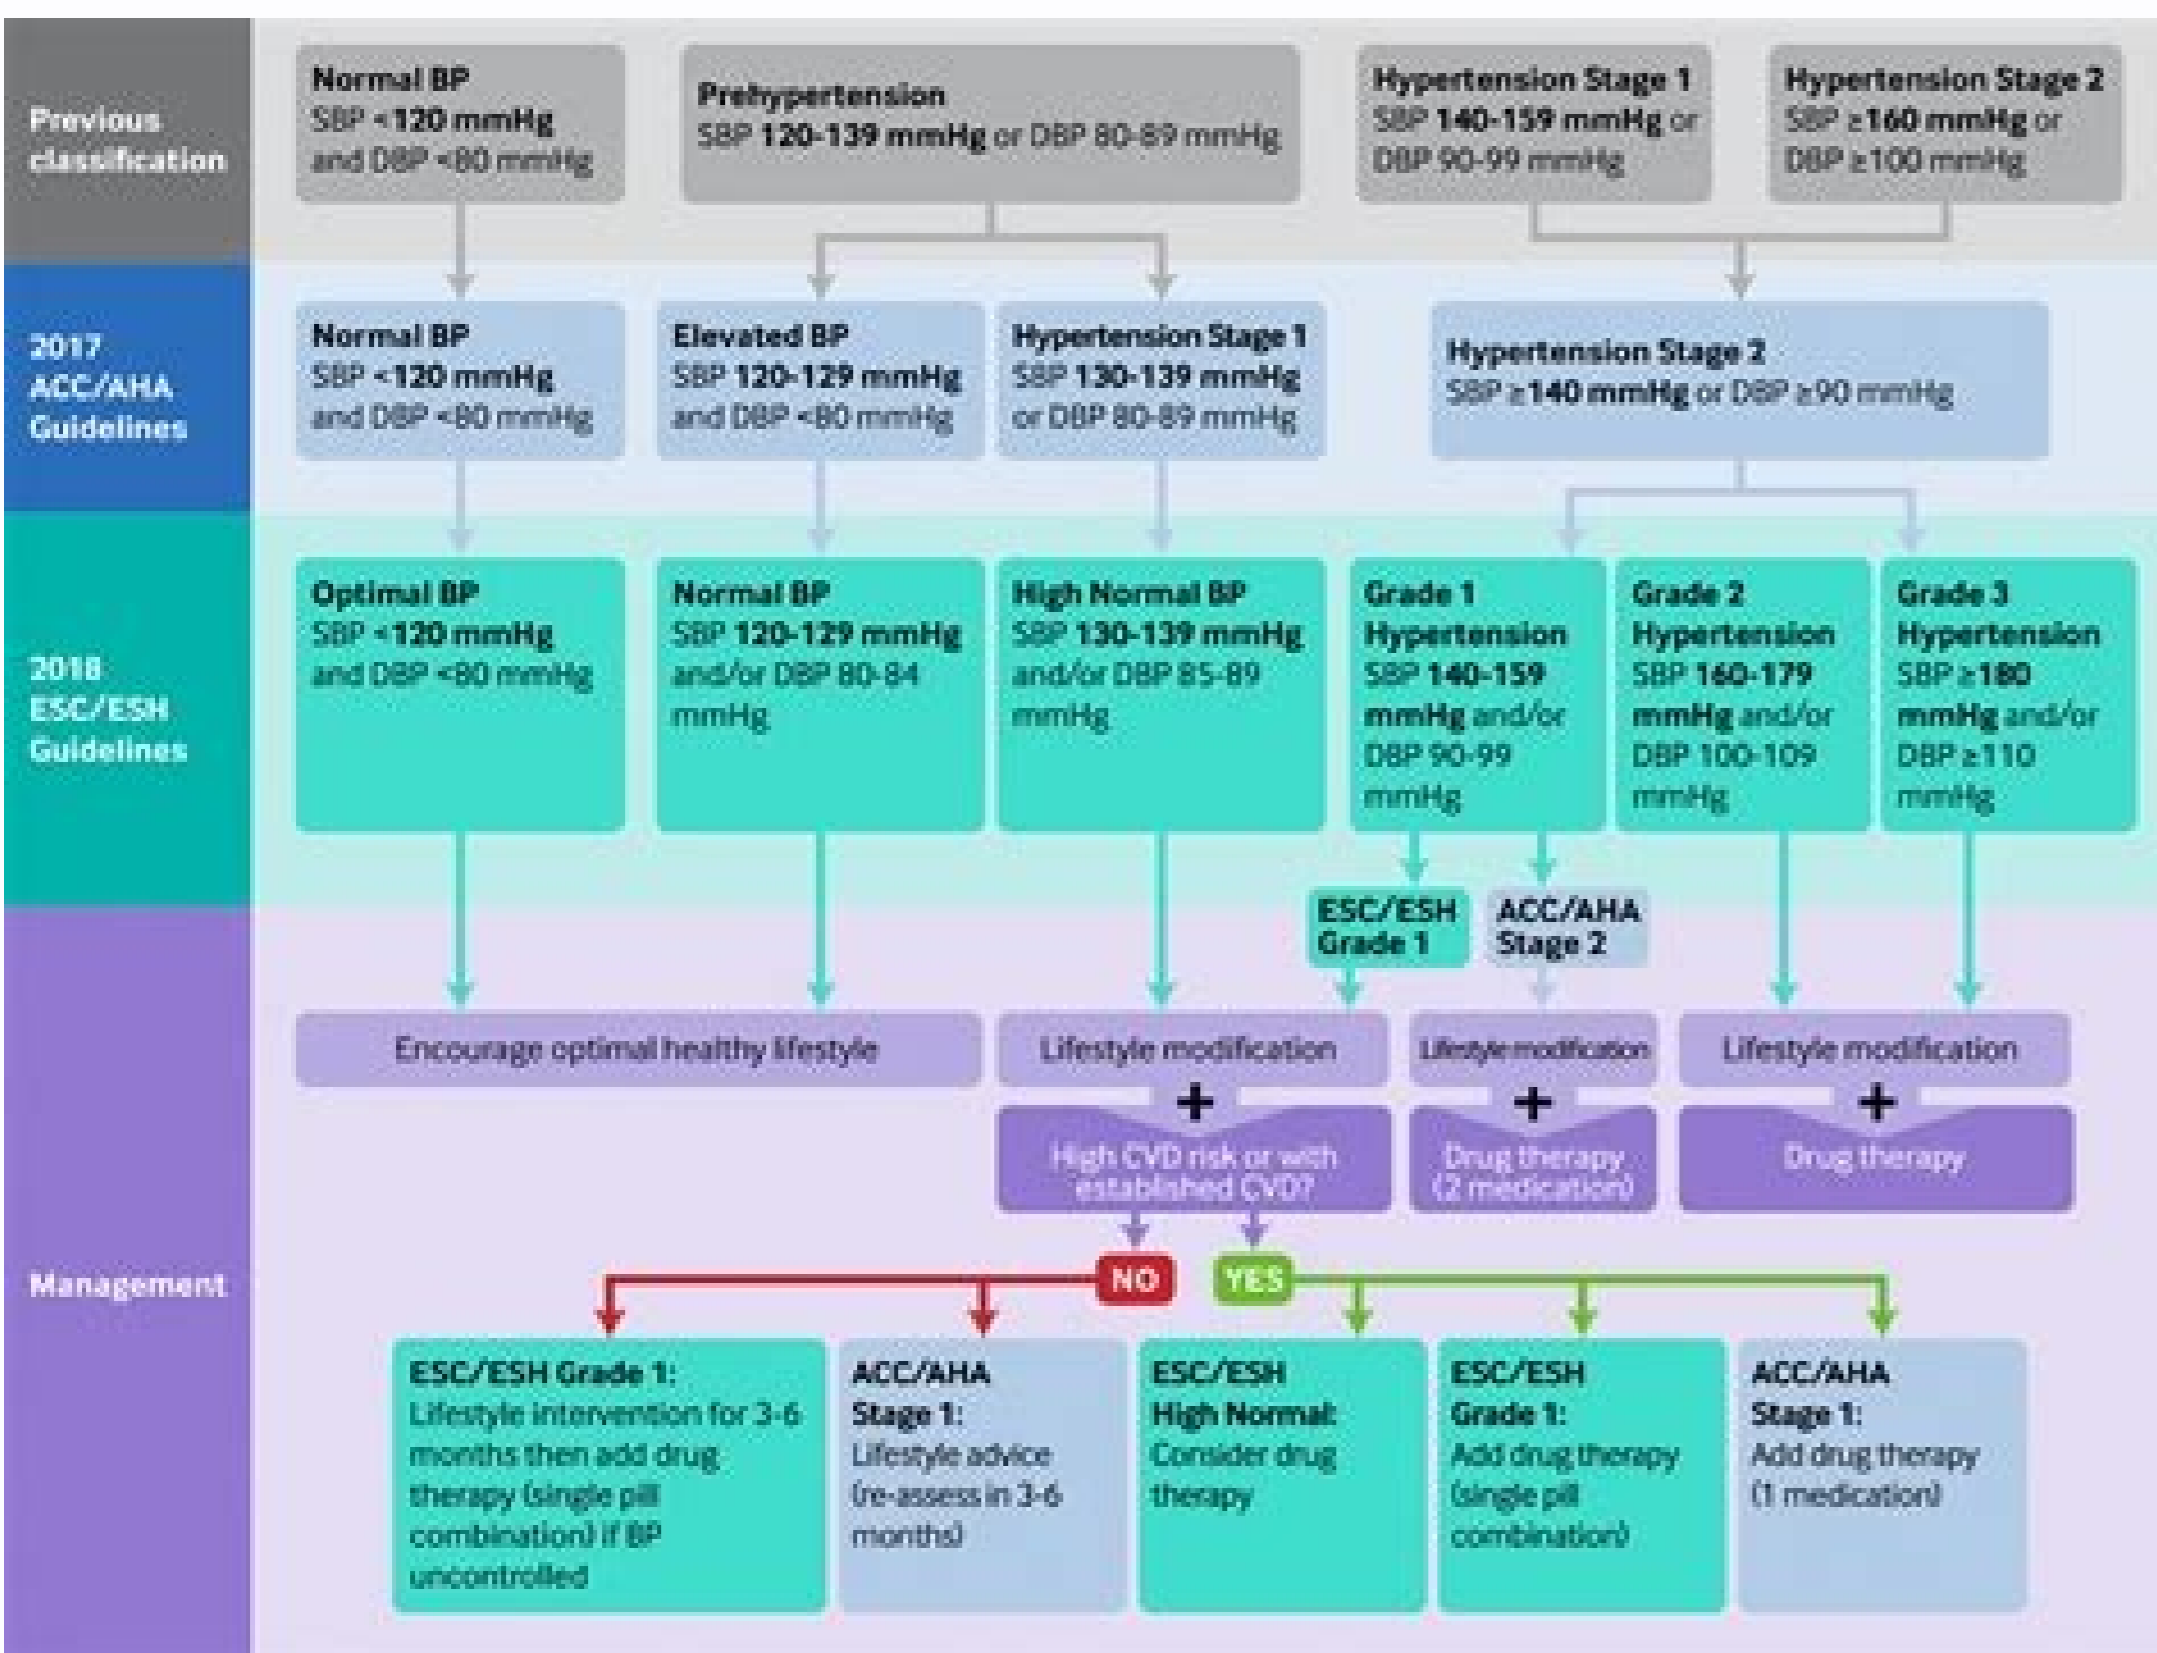 Previous
classification
Normal BP
SBP <120 mmHg
and DBP <80 mmHg
Prehypertension
SBP 120-139 mmHg or DBP 80-89 mmHg
Hypertension Stage 1
SBP 140-159 mmHg or
DBP 90-99 mmHg
Hypertension Stage 2
SBP ≥160 mmHg or
DBP ≥100 mmHg
2017
ACC/AHA
Guidelines
Normal BP
SBP <120 mmHg
and DBP <80 mmHg
Elevated BP
SBP 120-129 mmHg
and DBP <80 mmHg
Hypertension Stage 1
SBP 130-139 mmHg
or DBP 80-89 mmHg
Hypertension Stage 2
SBP ≥140 mmHg or DBP ≥90 mmHg
2018
ESC/ESH
Guidelines
Optimal BP
SBP <120 mmHg
and DBP <80 mmHg
Normal BP
SBP 120-129 mmHg
and/or DBP 80-84
mmHg
High Normal BP
SBP 130-139 mmHg
and/or DBP 85-89
mmHg
Grade 1
Hypertension
SBP 140-159
mmHg and/or
DBP 90-99
mmHg
Grade 2
Hypertension
SBP 160-179
mmHg and/or
DBP 100-109
mmHg
Grade 3
Hypertension
SBP ≥180
mmHg and/or
DBP ≥110
mmHg
ESC/ESH
Grade 1
ACC/AHA
Stage 2
Management
Encourage optimal healthy lifestyle
Lifestyle modification
+
High CVD risk or with
established CVD?
Lifestyle modification
+
Drug therapy
(2 medication)
Lifestyle modification
+
Drug therapy
NO
YES
ESC/ESH Grade 1:
Lifestyle intervention for 3-6
months then add drug
therapy (single pill
combination) if BP
uncontrolled
ACC/AHA
Stage 1:
Lifestyle advice
(re-assess in 3-6
months)
ESC/ESH
High Normal:
Consider drug
therapy
ESC/ESH
Grade 1:
Add drug therapy
(single pill
combination)
ACC/AHA
Stage 1:
Add drug therapy
(1 medication)